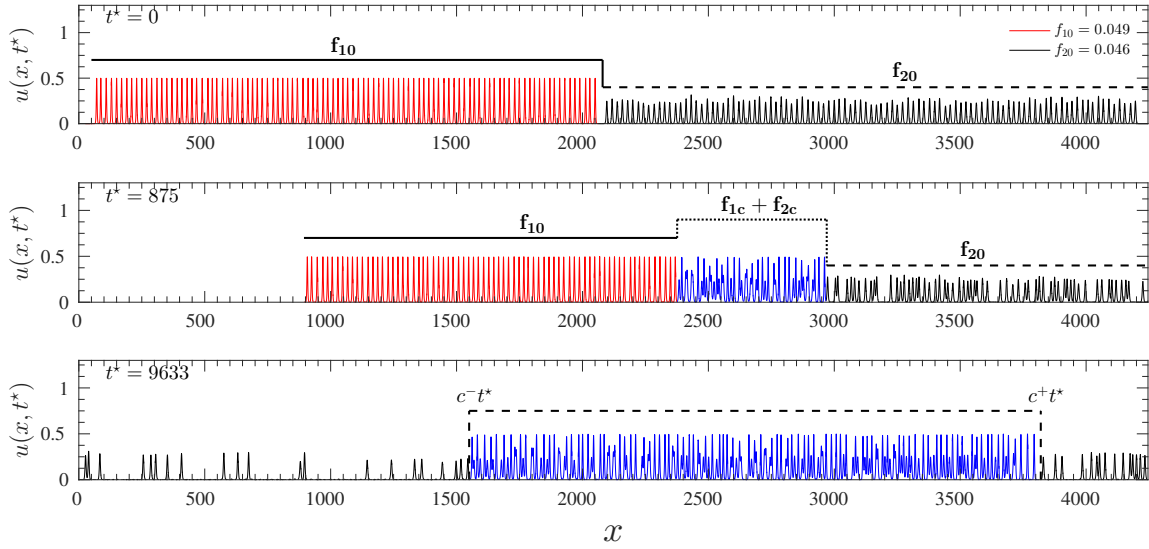 t* = 0
f10
f20
f10 = 0.049
f20 = 0.046
u(x, t*)
1
0.5
0
0 500 1000 1500 2000 2500 3000 3500 4000
t* = 875
f10
f1c + f2c
f20
u(x, t*)
1
0.5
0
0 500 1000 1500 2000 2500 3000 3500 4000
t* = 9633
c⁻t*
c⁺t*
u(x, t*)
1
0.5
0
0 500 1000 1500 2000 2500 3000 3500 4000
x